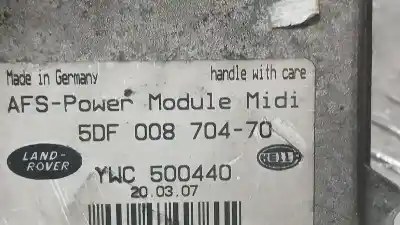 Made in Germany
handle with care
AFS-Power Module Midi
5DF 008 704-70
LAND-
ROVER
HELLA
YWC 500440
20.03.07